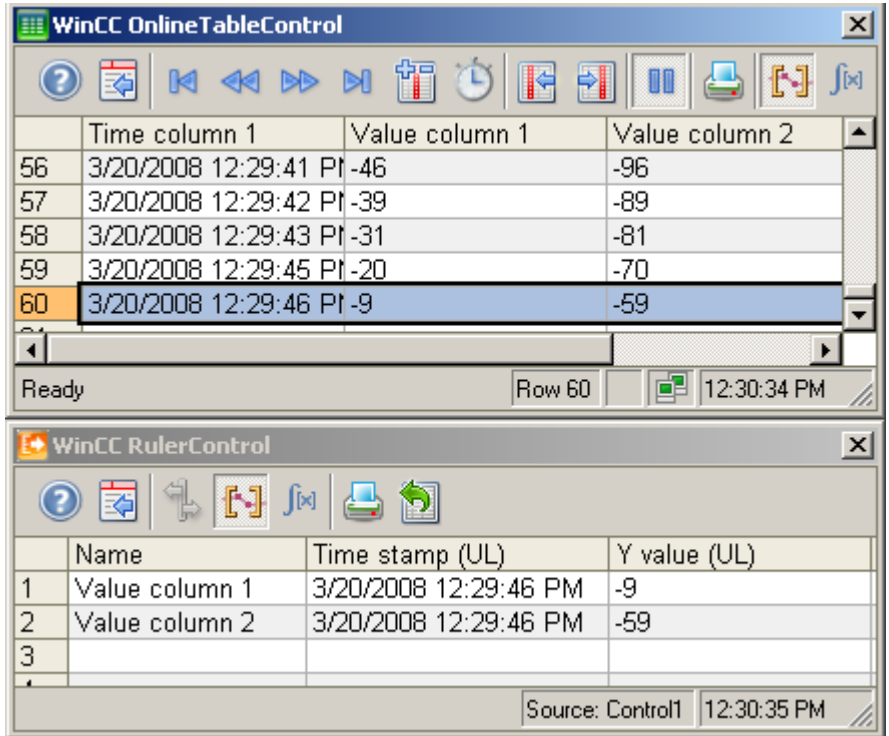 WinCC OnlineTableControl
Time column 1 Value column 1 Value column 2
56 3/20/2008 12:29:41 -46 -96
57 3/20/2008 12:29:42 -39 -89
58 3/20/2008 12:29:43 -31 -81
59 3/20/2008 12:29:45 -20 -70
60 3/20/2008 12:29:46 -9 -59
Ready Row 60 12:30:34 PM
WinCC RulerControl
Name Time stamp (UL) Y value (UL)
1 Value column 1 3/20/2008 12:29:46 PM -9
2 Value column 2 3/20/2008 12:29:46 PM -59
3
Source: Control1 12:30:35 PM